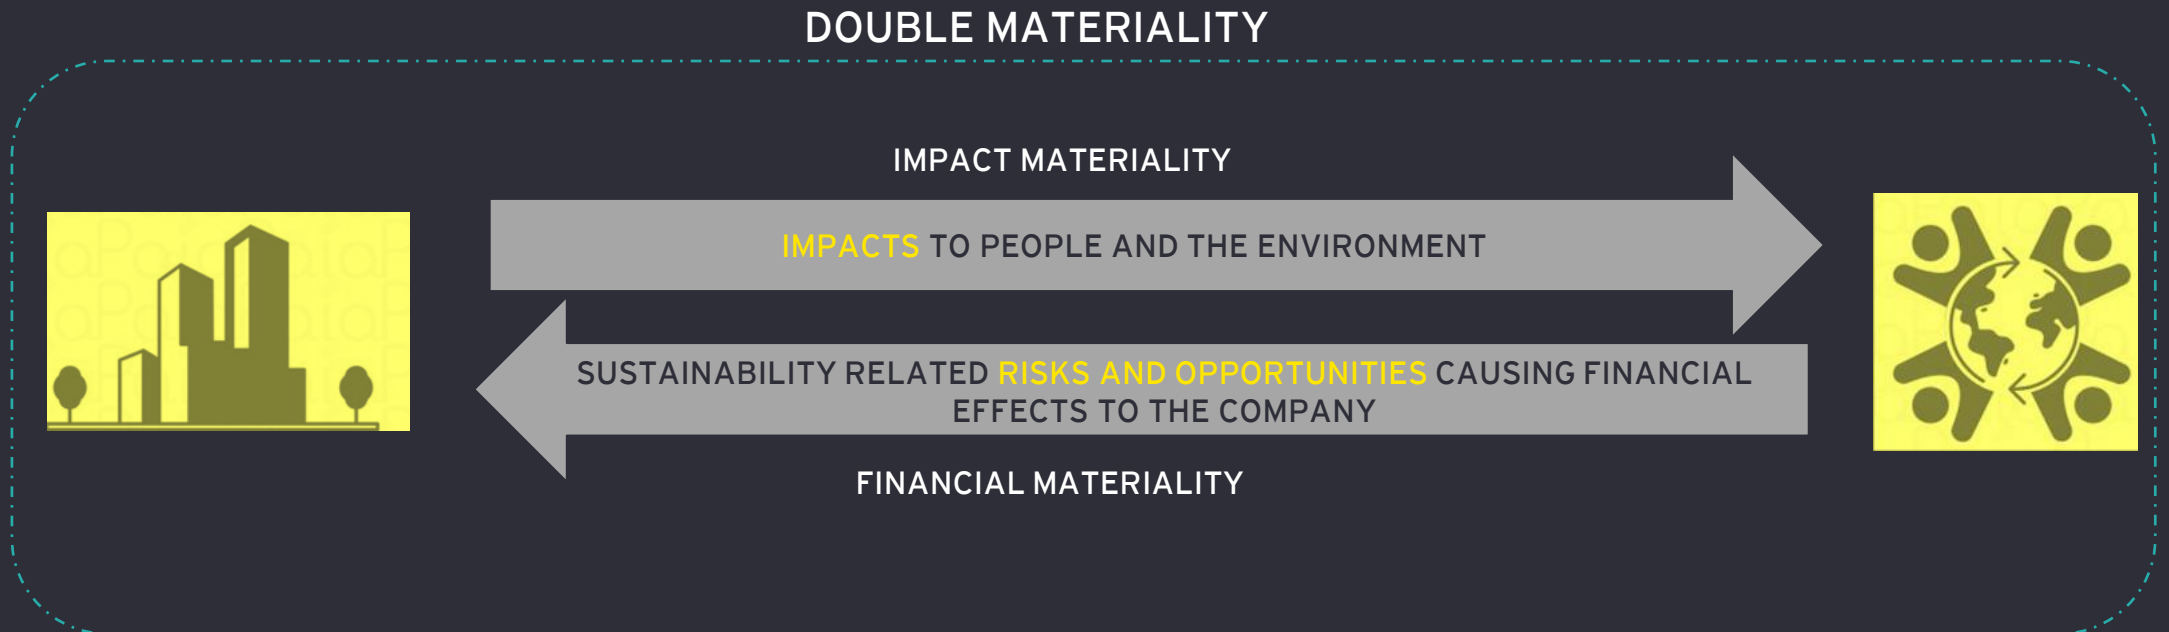 DOUBLE MATERIALITY
IMPACT MATERIALITY
IMPACTS TO PEOPLE AND THE ENVIRONMENT
SUSTAINABILITY RELATED RISKS AND OPPORTUNITIES CAUSING FINANCIAL
EFFECTS TO THE COMPANY
FINANCIAL MATERIALITY